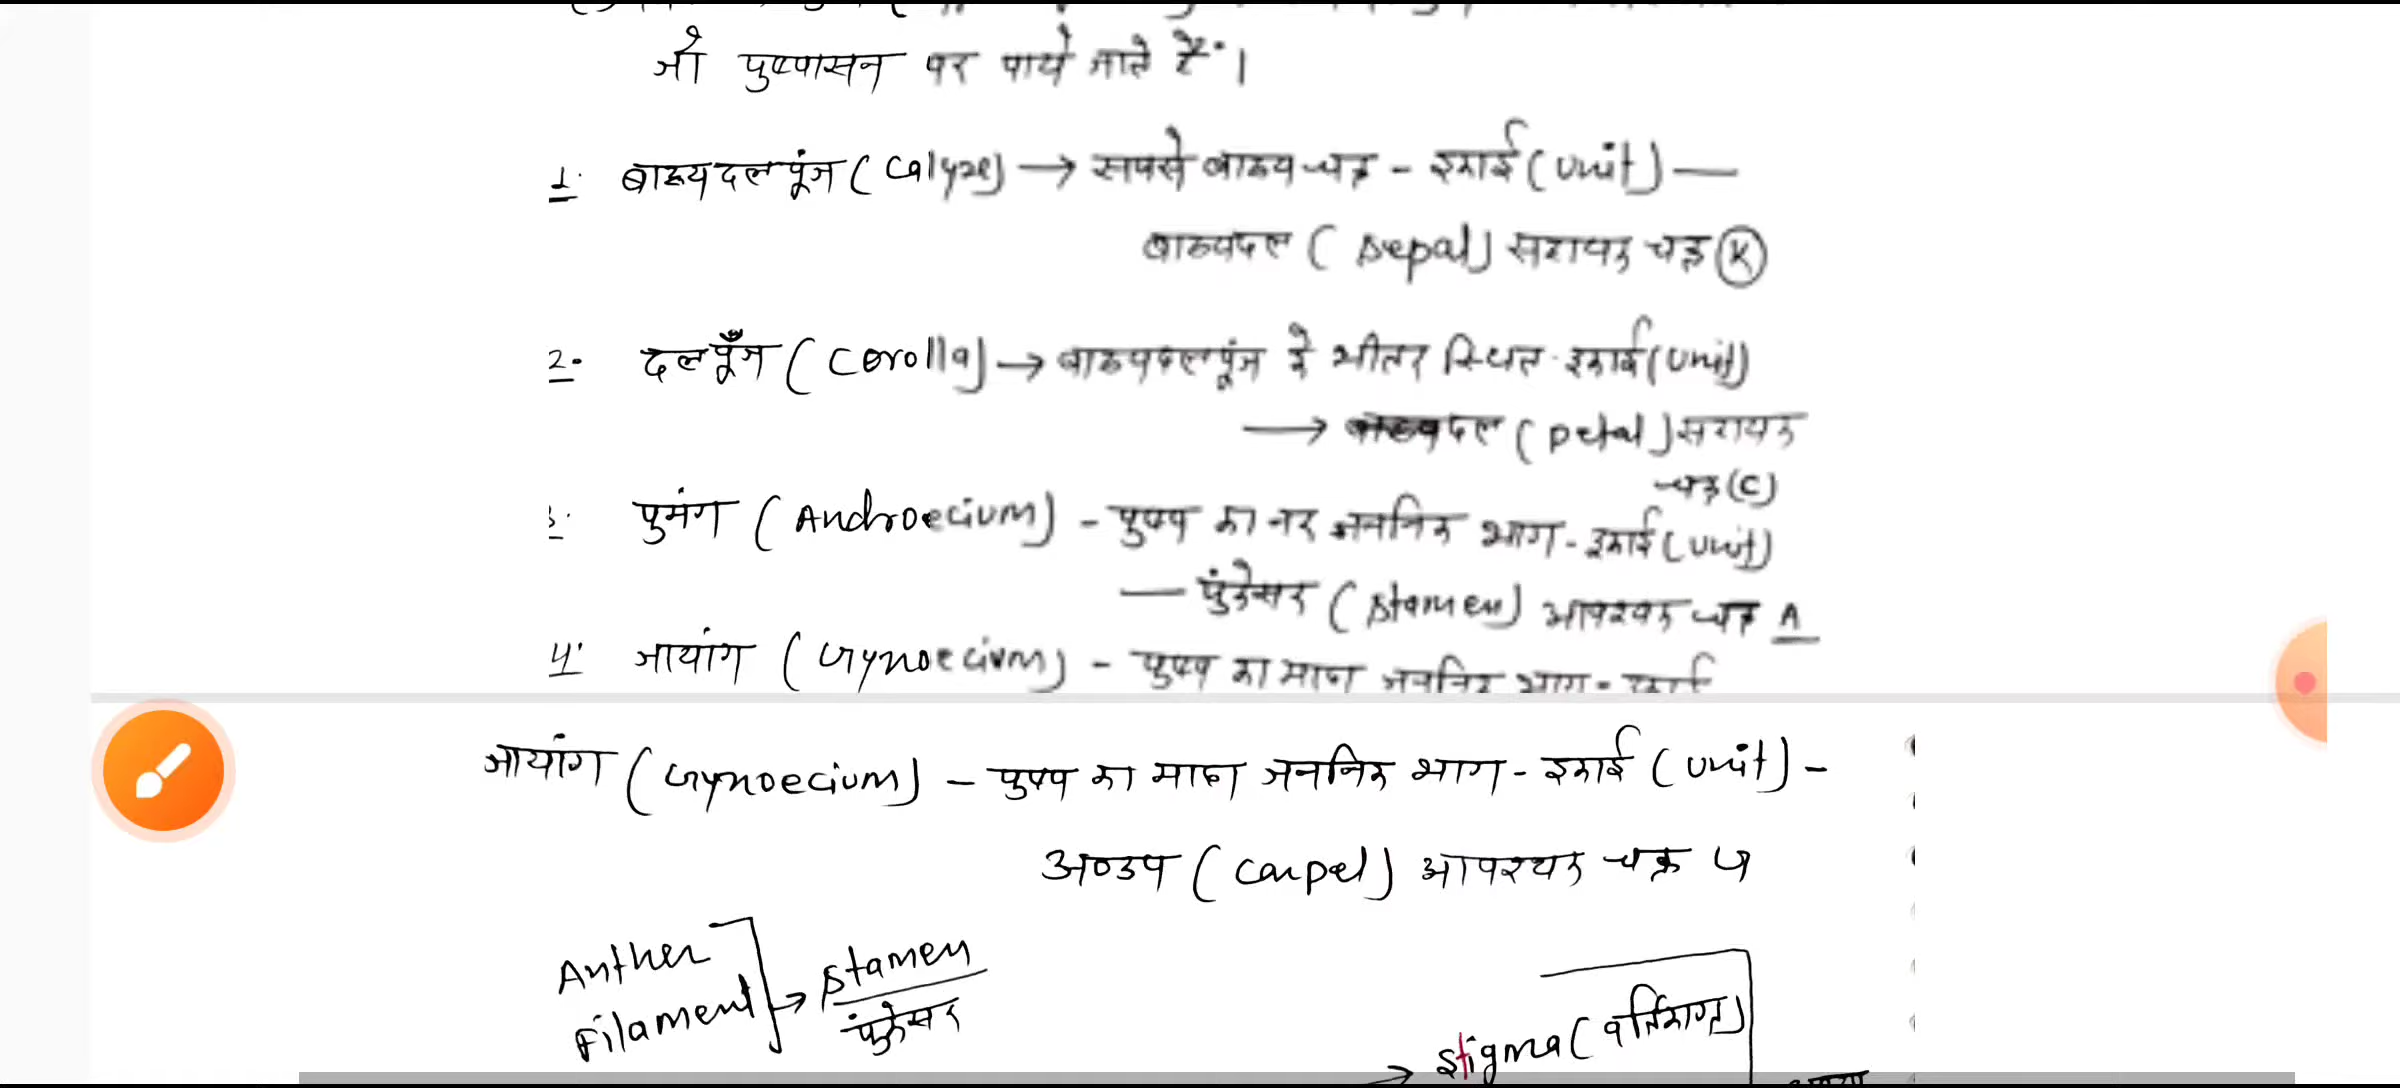 जो पुष्पासन पर पाये जाते हैं।
1. बाह्यदलपुंज (Calyx) → सबसे बाह्य चक्र - इकाई (Unit) —
बाह्यदल (Sepal) सहायक चक्र (K)
2. दलपुँज (Corolla) → बाह्यदलपुंज के भीतर स्थित - इकाई (Unit)
→ दल (Petal) सहायक
चक्र (C)
3. पुमंग (Androecium) - पुष्प का नर जननिक भाग - इकाई (Unit)
— पुंकेसर (Stamen) आवश्यक चक्र A
4. जायांग (Gynoecium) - पुष्प का मादा जननिक भाग - इकाई
जायांग (Gynoecium) - पुष्प का मादा जननिक भाग - इकाई (Unit) -
अण्डप (Carpel) आवश्यक चक्र G
Anther
Filament → Stamen
पुंकेसर
→ Stigma (वर्तिकाग्र)